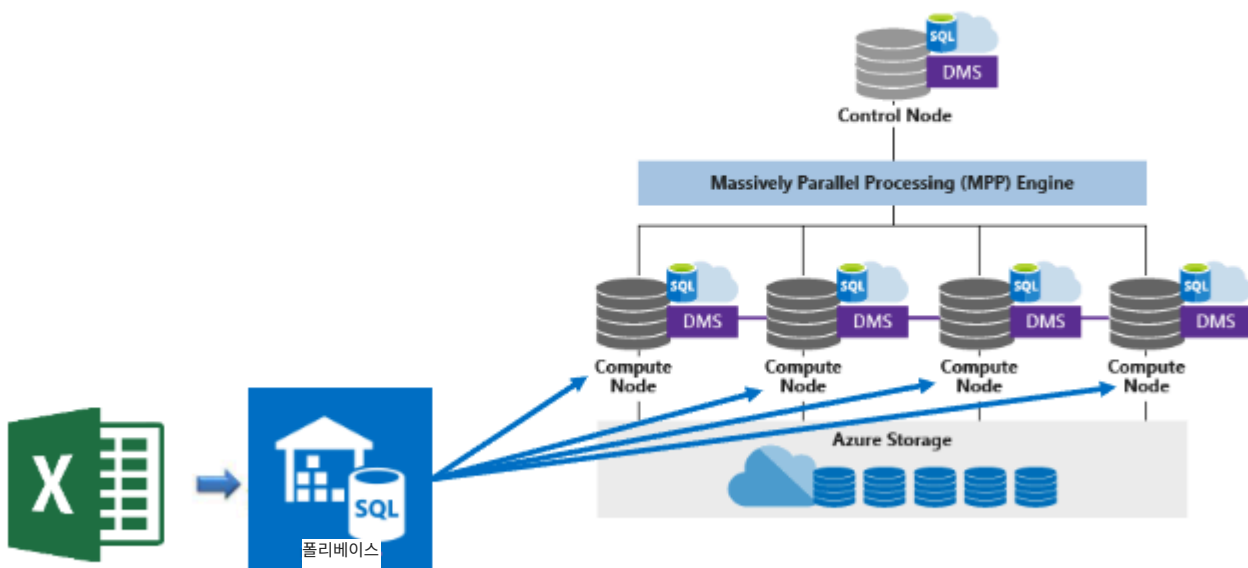 SQL
DMS
Control Node
Massively Parallel Processing (MPP) Engine
SQL
DMS
SQL
DMS
SQL
DMS
SQL
DMS
Compute
Node
Compute
Node
Compute
Node
Compute
Node
Azure Storage
X
SQL
폴리베이스